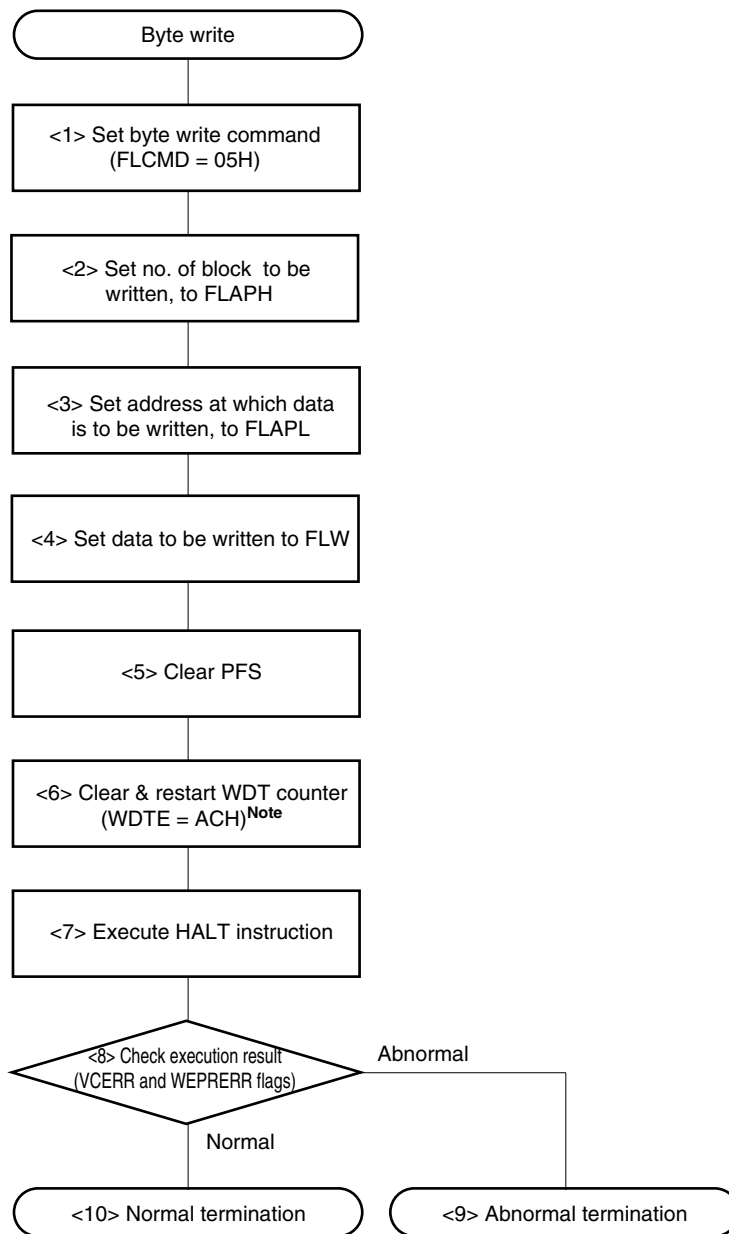 Byte write
<1> Set byte write command
(FLCMD = 05H)
<2> Set no. of block to be
written, to FLAPH
<3> Set address at which data
is to be written, to FLAPL
<4> Set data to be written to FLW
<5> Clear PFS
<6> Clear & restart WDT counter
(WDTE = ACH)Note
<7> Execute HALT instruction
<8> Check execution result
(VCERR and WEPRERR flags)
Abnormal
Normal
<10> Normal termination
<9> Abnormal termination